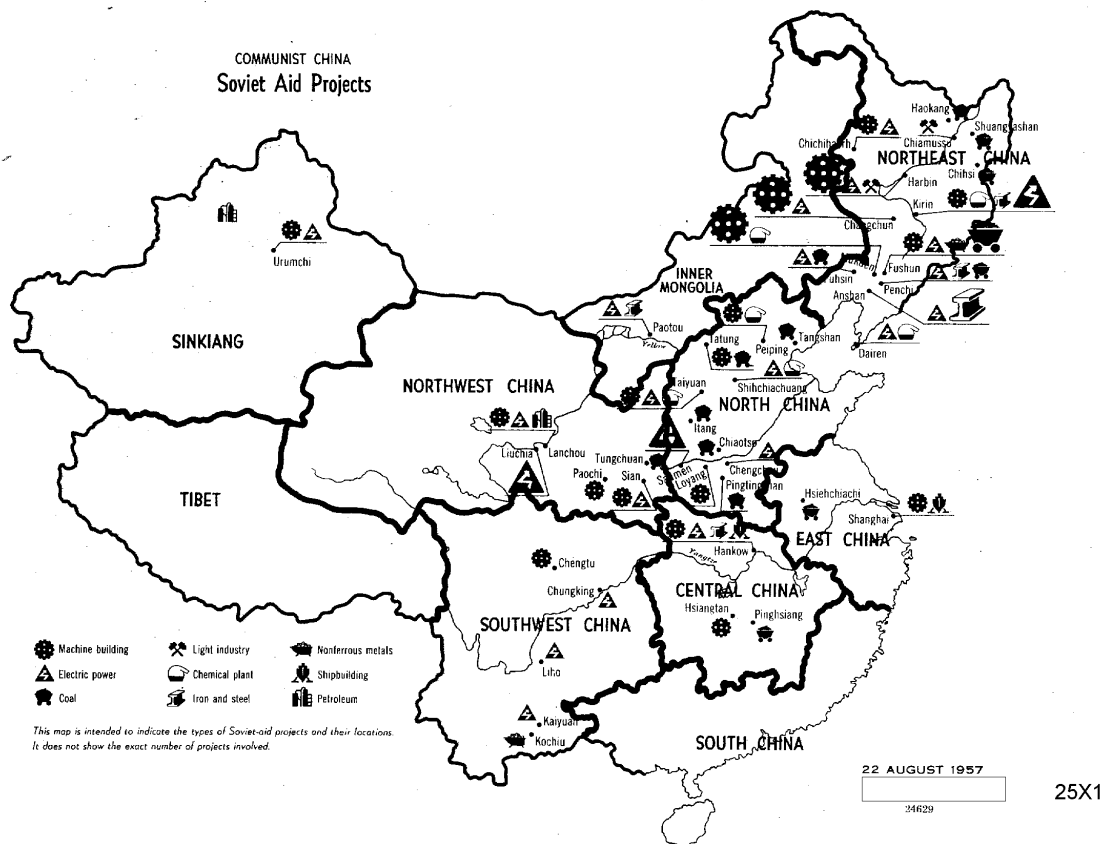 COMMUNIST CHINA
Soviet Aid Projects
Haokang
Shuangyashan
Chiamussu
Chichihaerh
NORTHEAST CHINA
Chihsi
Harbin
Kirin
Changchun
Fushun
Penchi
Anshan
Dairen
Urumchi
SINKIANG
INNER
MONGOLIA
Paotou
Yellow
Tatung
Peiping
Tangshan
Shihchiachuang
Taiyuan
NORTH CHINA
NORTHWEST CHINA
Itang
Chiaotso
Liuchia
Lanchou
Tungchuan
Sanmen
Loyang
Paochi
Sian
Hsiehchiachi
Shanghai
EAST CHINA
TIBET
Hankow
Yangtze
Chengtu
Chungking
CENTRAL CHINA
Hsiangtan
Pinghsiang
SOUTHWEST CHINA
Kaiyuan
Kochiu
SOUTH CHINA
Machine building
Electric power
Coal
Light industry
Chemical plant
Iron and steel
Nonferrous metals
Shipbuilding
Petroleum
This map is intended to indicate the types of Soviet-aid projects and their locations.
It does not show the exact number of projects involved.
22 AUGUST 1957
24629
25X1